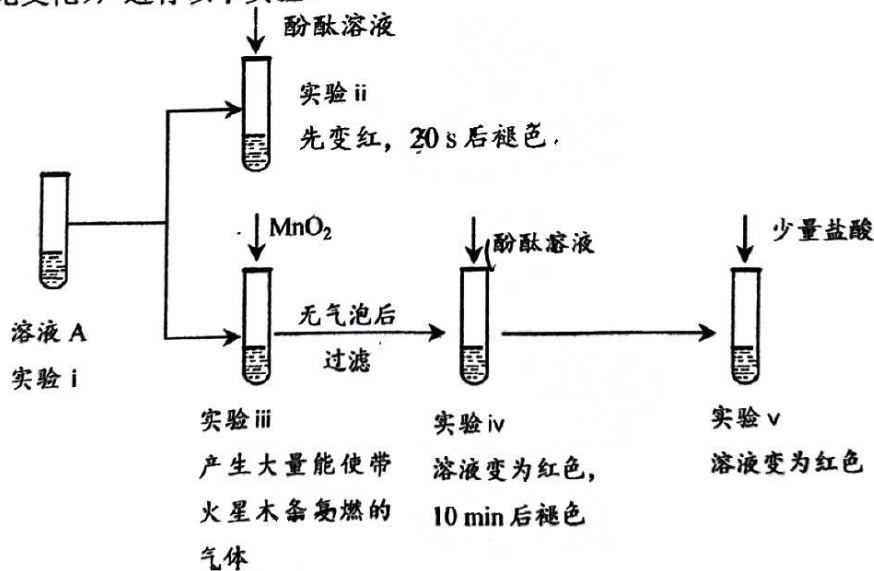 酚酞溶液
实验 ii
先变红，20 s 后褪色.
MnO₂
酚酞溶液
少量盐酸
无气泡后
过滤
溶液 A
实验 i
实验 iii
产生大量能使带
火星木条复燃的
气体
实验 iv
溶液变为红色，
10 min 后褪色
实验 v
溶液变为红色